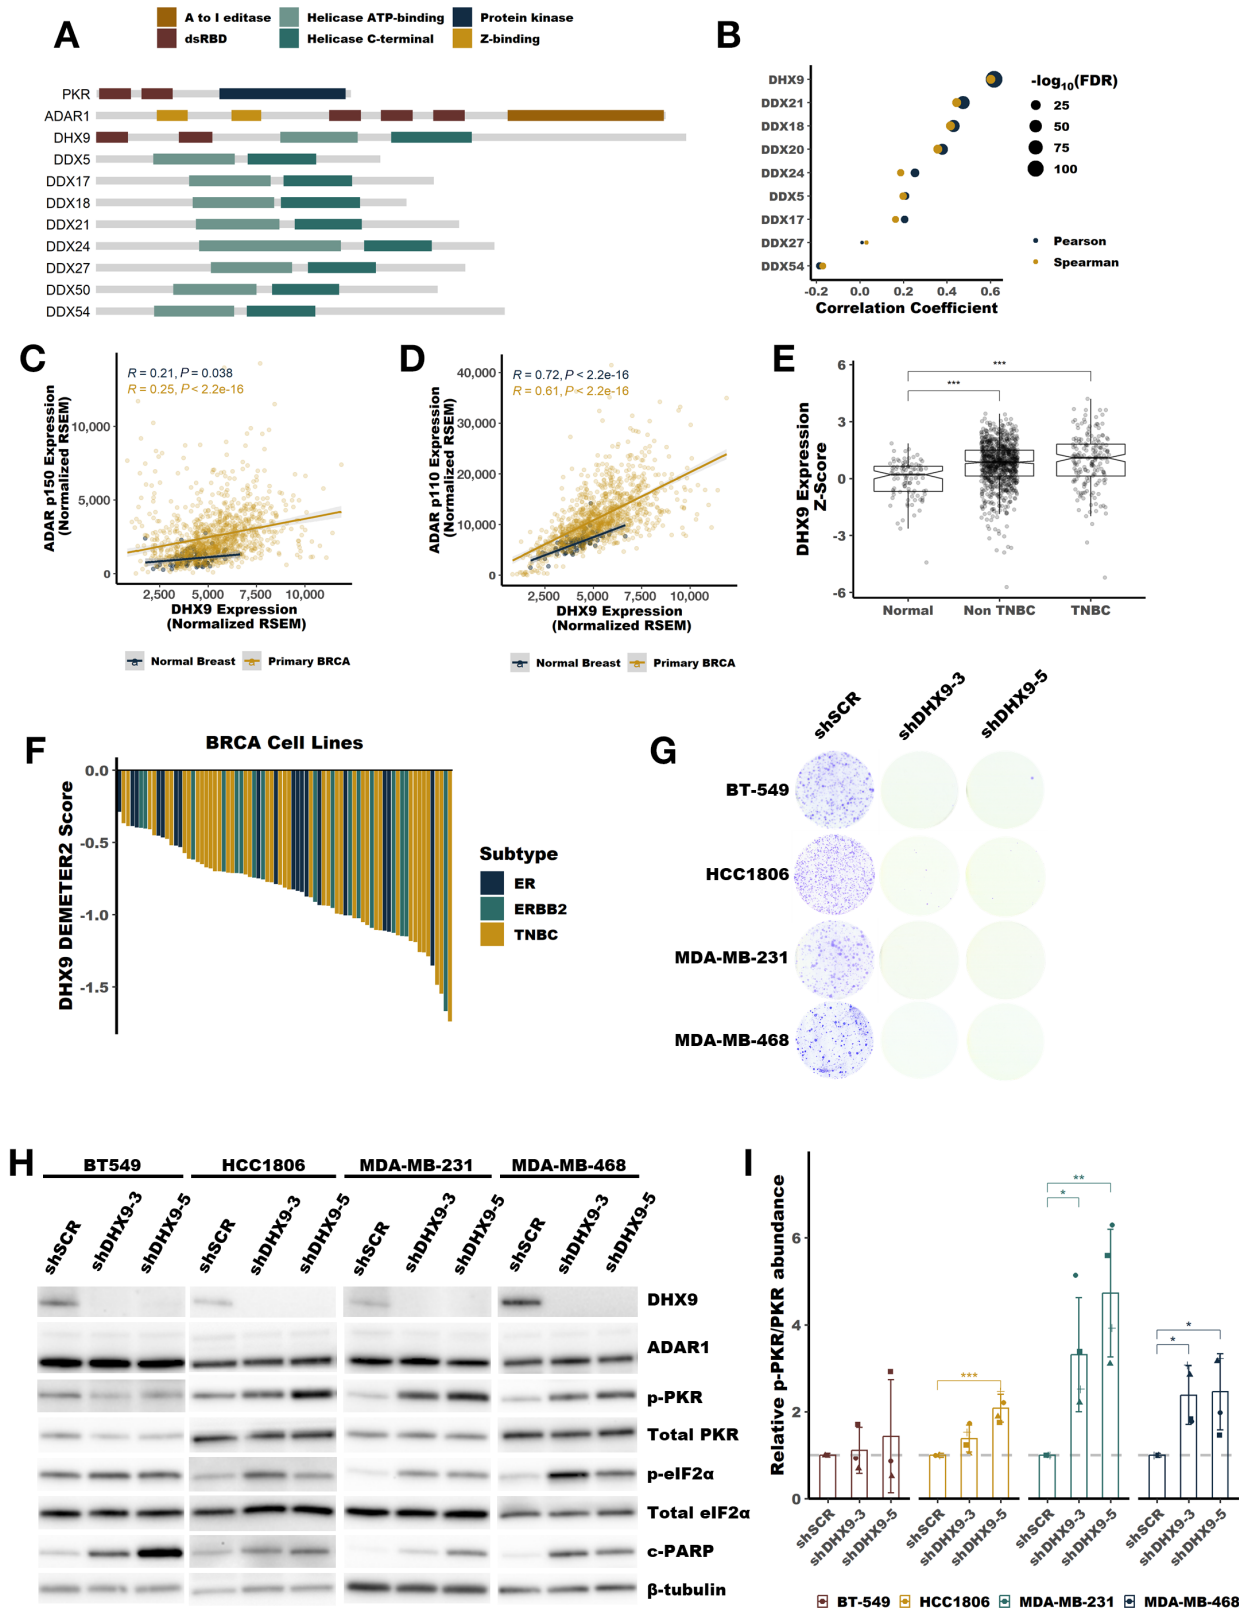 A
A to I editase
Helicase ATP-binding
Protein kinase
dsRBD
Helicase C-terminal
Z-binding
PKR
ADAR1
DHX9
DDX5
DDX17
DDX18
DDX21
DDX24
DDX27
DDX50
DDX54
B
DHX9
DDX21
DDX18
DDX20
DDX24
DDX5
DDX17
DDX27
DDX54
-0.2 0.0 0.2 0.4 0.6
Correlation Coefficient
-log10(FDR)
25
50
75
100
Pearson
Spearman
C
R = 0.21, P = 0.038
R = 0.25, P < 2.2e-16
ADAR p150 Expression
(Normalized RSEM)
10,000
5,000
0
2,500 5,000 7,500 10,000
DHX9 Expression
(Normalized RSEM)
Normal Breast Primary BRCA
D
R = 0.72, P < 2.2e-16
R = 0.61, P < 2.2e-16
ADAR p110 Expression
(Normalized RSEM)
40,000
30,000
20,000
10,000
0
2,500 5,000 7,500 10,000
DHX9 Expression
(Normalized RSEM)
Normal Breast Primary BRCA
E
DHX9 Expression
Z-Score
6
3
0
-3
-6
***
***
Normal Non TNBC TNBC
F
BRCA Cell Lines
DHX9 DEMETER2 Score
0.0
-0.5
-1.0
-1.5
Subtype
ER
ERBB2
TNBC
G
shSCR shDHX9-3 shDHX9-5
BT-549
HCC1806
MDA-MB-231
MDA-MB-468
H
BT549 HCC1806 MDA-MB-231 MDA-MB-468
shSCR shDHX9-3 shDHX9-5 shSCR shDHX9-3 shDHX9-5 shSCR shDHX9-3 shDHX9-5 shSCR shDHX9-3 shDHX9-5
DHX9
ADAR1
p-PKR
Total PKR
p-eIF2α
Total eIF2α
c-PARP
β-tubulin
I
Relative p-PKR/PKR abundance
6
4
2
0
***
**
*
*
*
shSCR shDHX9-3 shDHX9-5 shSCR shDHX9-3 shDHX9-5 shSCR shDHX9-3 shDHX9-5 shSCR shDHX9-3 shDHX9-5
BT-549 HCC1806 MDA-MB-231 MDA-MB-468